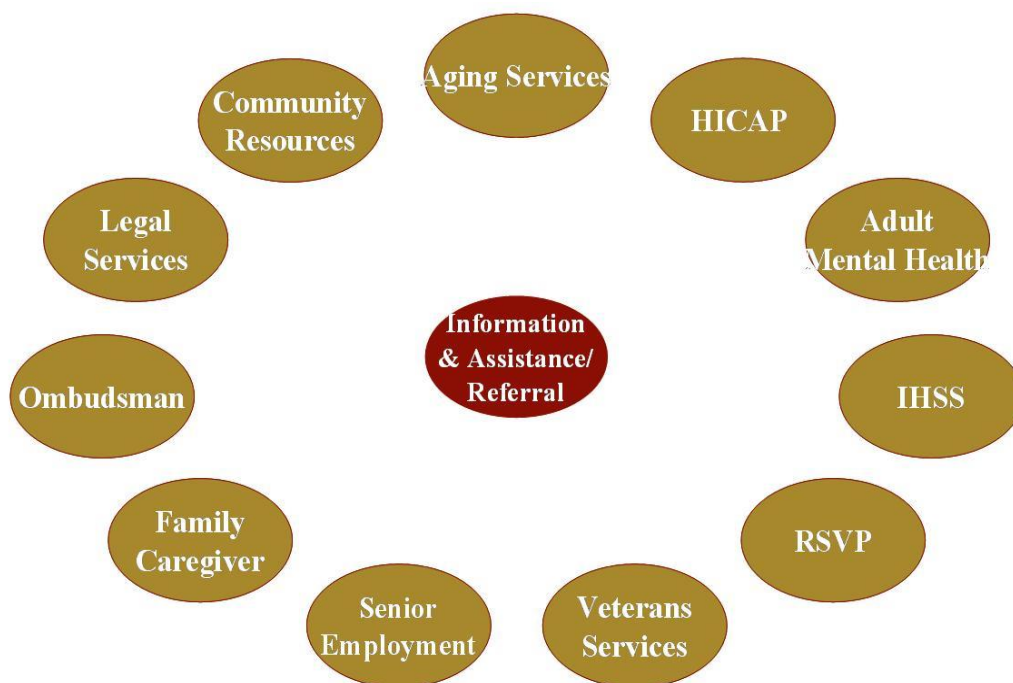 Aging Services
Community
Resources
HICAP
Legal
Services
Adult
Mental Health
Information
& Assistance/
Referral
Ombudsman
IHSS
Family
Caregiver
RSVP
Senior
Employment
Veterans
Services